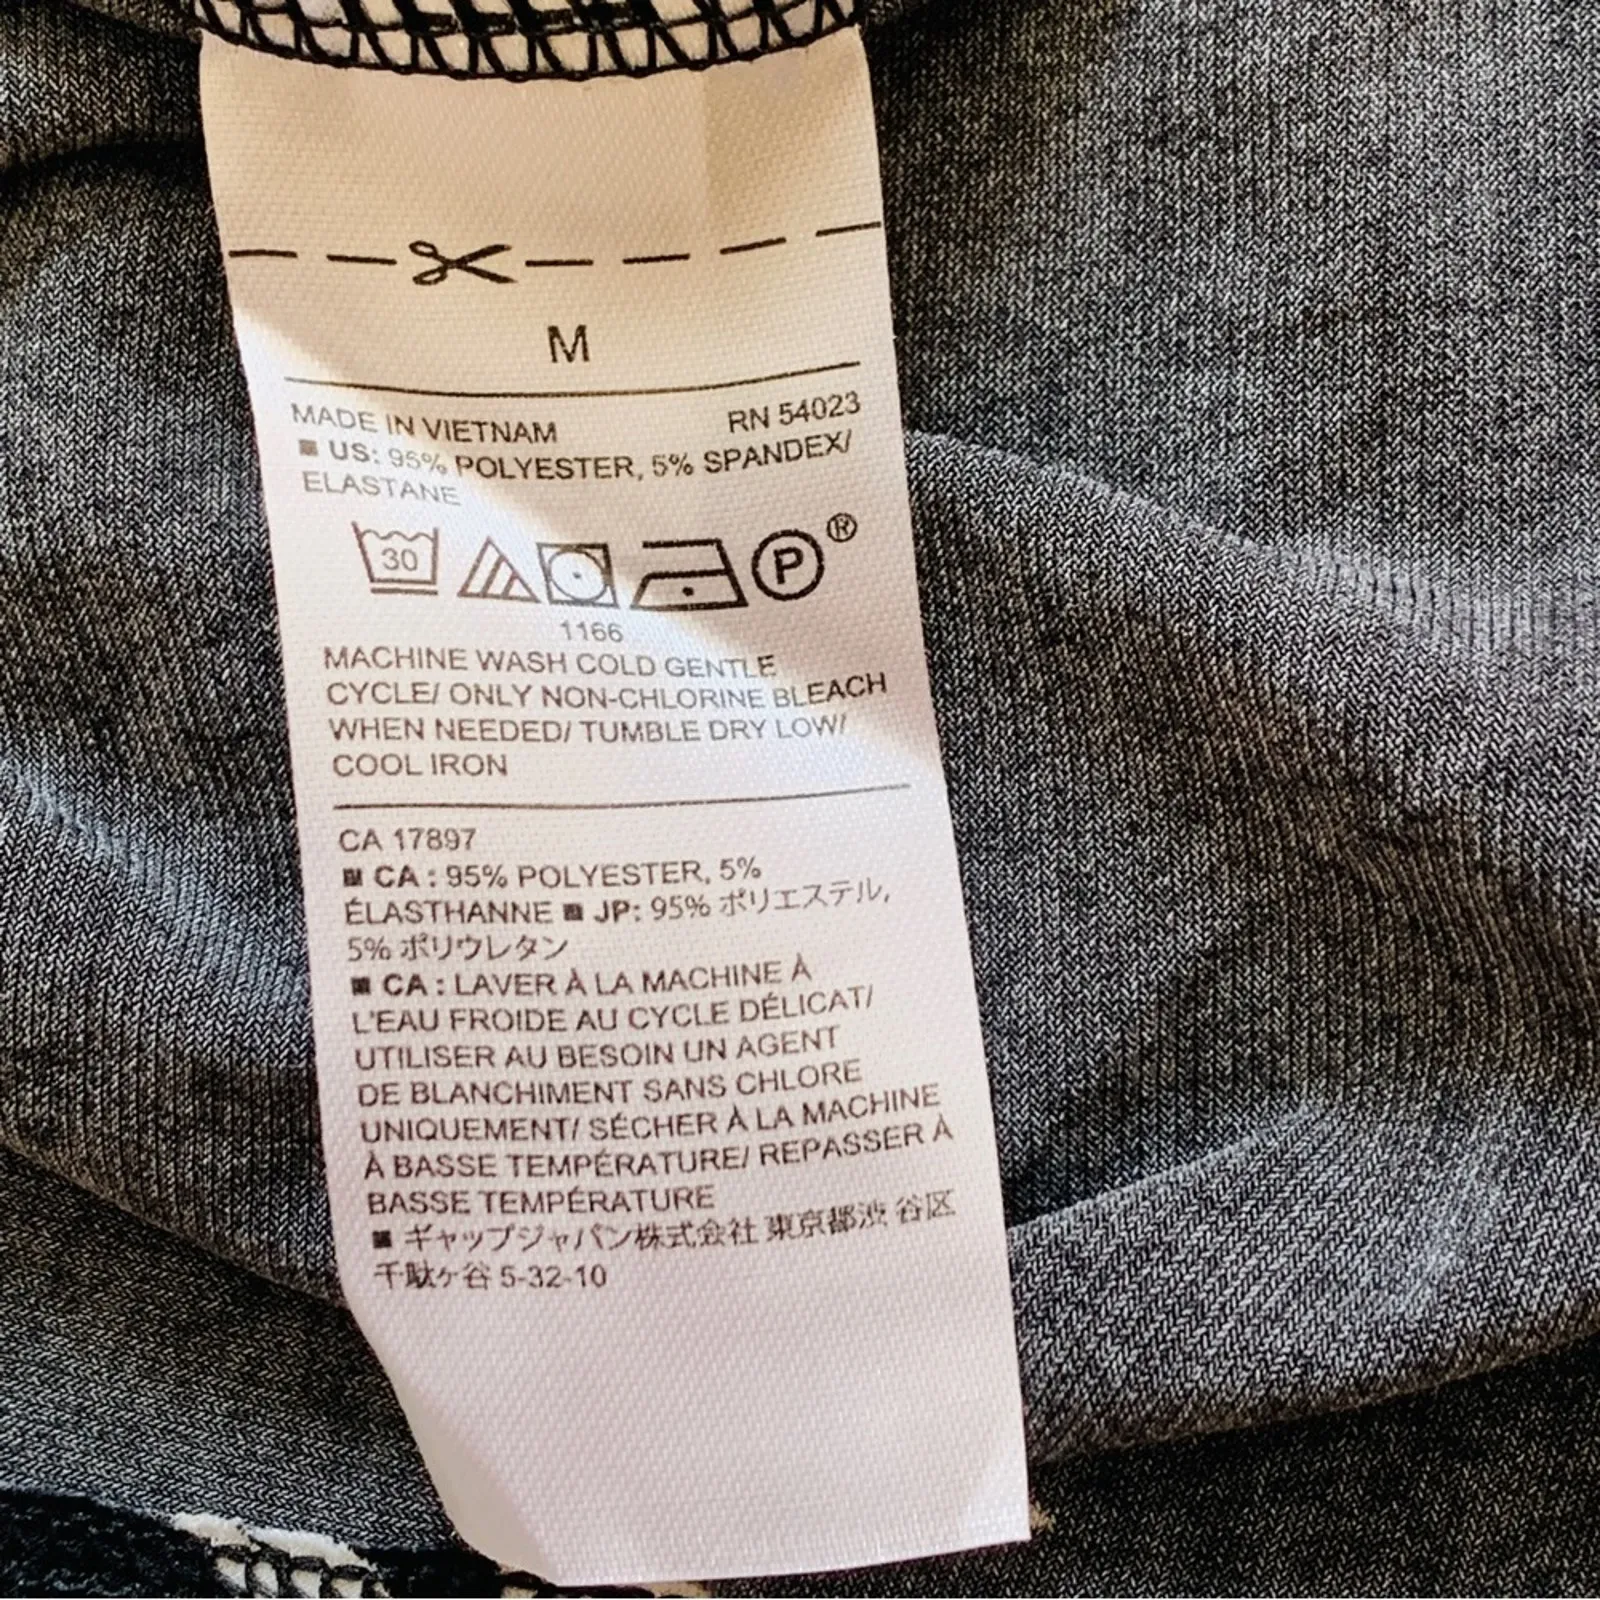 M
MADE IN VIETNAM RN 54023
■ US: 95% POLYESTER, 5% SPANDEX/
ELASTANE
30 P ®
1166
MACHINE WASH COLD GENTLE
CYCLE/ ONLY NON-CHLORINE BLEACH
WHEN NEEDED/ TUMBLE DRY LOW/
COOL IRON
CA 17897
■ CA : 95% POLYESTER, 5%
ÉLASTHANNE ■ JP: 95% ポリエステル,
5% ポリウレタン
■ CA : LAVER À LA MACHINE À
L'EAU FROIDE AU CYCLE DÉLICAT/
UTILISER AU BESOIN UN AGENT
DE BLANCHIMENT SANS CHLORE
UNIQUEMENT/ SÉCHER À LA MACHINE
À BASSE TEMPÉRATURE/ REPASSER À
BASSE TEMPÉRATURE
■ ギャップジャパン株式会社 東京都渋 谷区
千駄ヶ谷 5-32-10